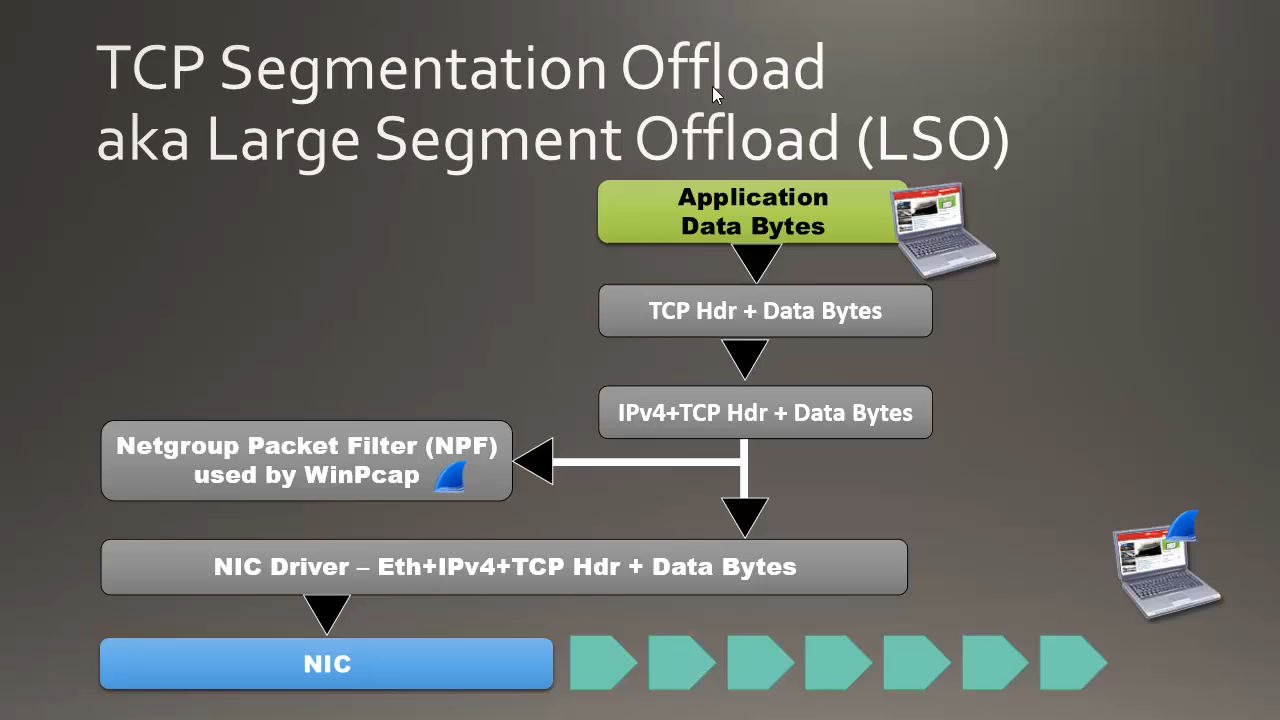 TCP Segmentation Offload
aka Large Segment Offload (LSO)
Application
Data Bytes
TCP Hdr + Data Bytes
IPv4+TCP Hdr + Data Bytes
Netgroup Packet Filter (NPF)
used by WinPcap
NIC Driver – Eth+IPv4+TCP Hdr + Data Bytes
NIC